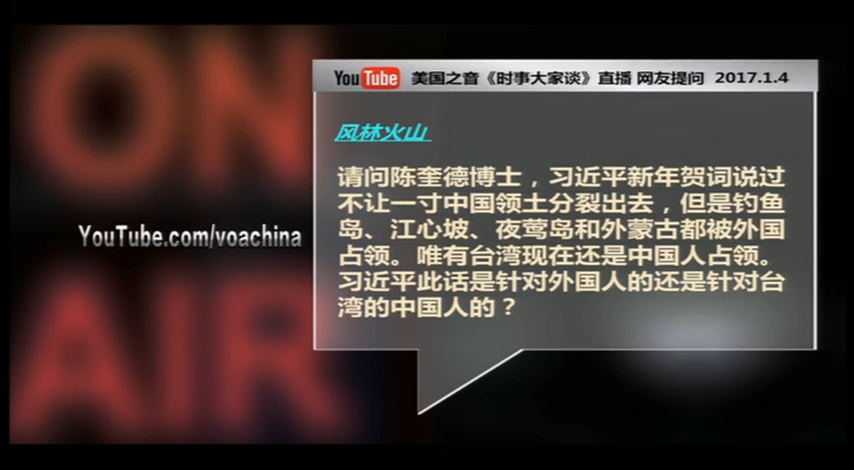 ON
AIR
YouTube 美国之音《时事大家谈》直播 网友提问 2017.1.4
风林火山
请问陈奎德博士，习近平新年贺词说过
不让一寸中国领土分裂出去，但是钓鱼
岛、江心坡、夜莺岛和外蒙古都被外国
占领。唯有台湾现在还是中国人占领。
习近平此话是针对外国人的还是针对台
湾的中国人的？
YouTube.com/voachina